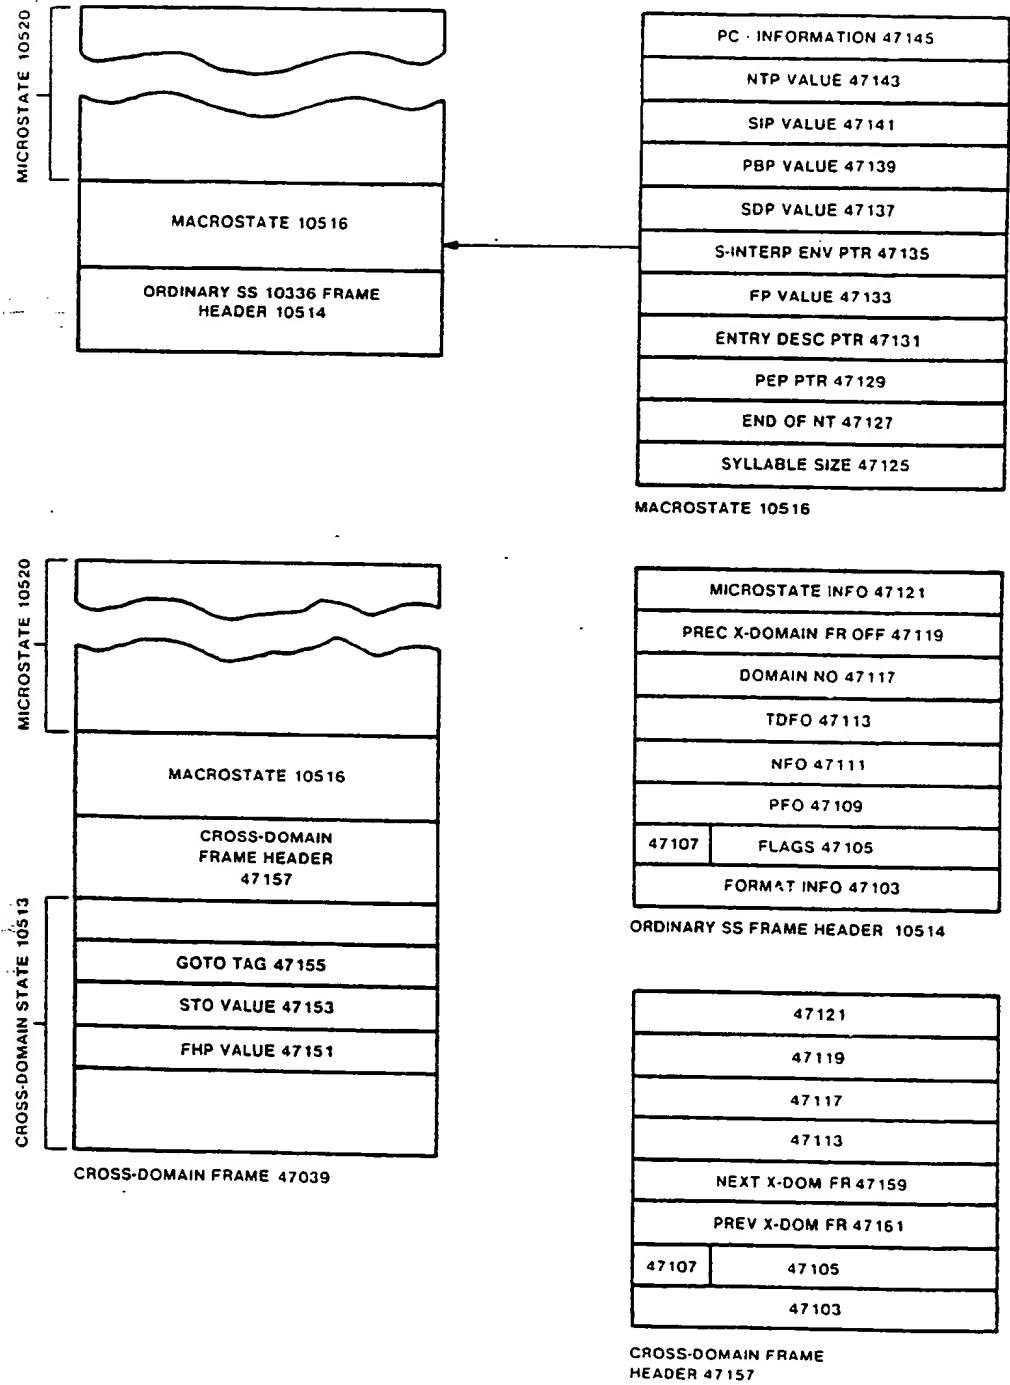 MICROSTATE 10520
MACROSTATE 10516
ORDINARY SS 10336 FRAME
HEADER 10514
PC - INFORMATION 47145
NTP VALUE 47143
SIP VALUE 47141
PBP VALUE 47139
SDP VALUE 47137
S-INTERP ENV PTR 47135
FP VALUE 47133
ENTRY DESC PTR 47131
PEP PTR 47129
END OF NT 47127
SYLLABLE SIZE 47125
MACROSTATE 10516
MICROSTATE 10520
MACROSTATE 10516
CROSS-DOMAIN
FRAME HEADER
47157
CROSS-DOMAIN STATE 10513
GOTO TAG 47155
STO VALUE 47153
FHP VALUE 47151
CROSS-DOMAIN FRAME 47039
MICROSTATE INFO 47121
PREC X-DOMAIN FR OFF 47119
DOMAIN NO 47117
TDFO 47113
NFO 47111
PFO 47109
47107 FLAGS 47105
FORMAT INFO 47103
ORDINARY SS FRAME HEADER 10514
47121
47119
47117
47113
NEXT X-DOM FR 47159
PREV X-DOM FR 47161
47107 47105
47103
CROSS-DOMAIN FRAME
HEADER 47157